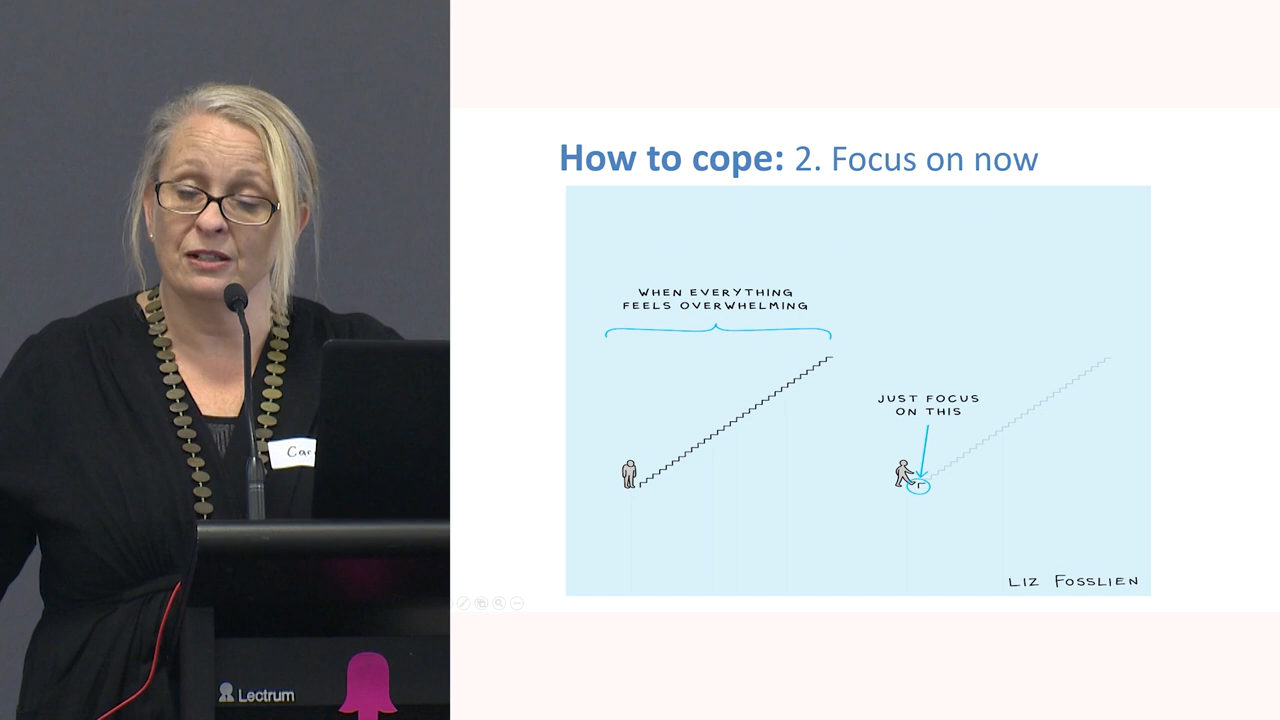 How to cope: 2. Focus on now
WHEN EVERYTHING
FEELS OVERWHELMING
JUST FOCUS
ON THIS
LIZ FOSSLIEN
Lectrum